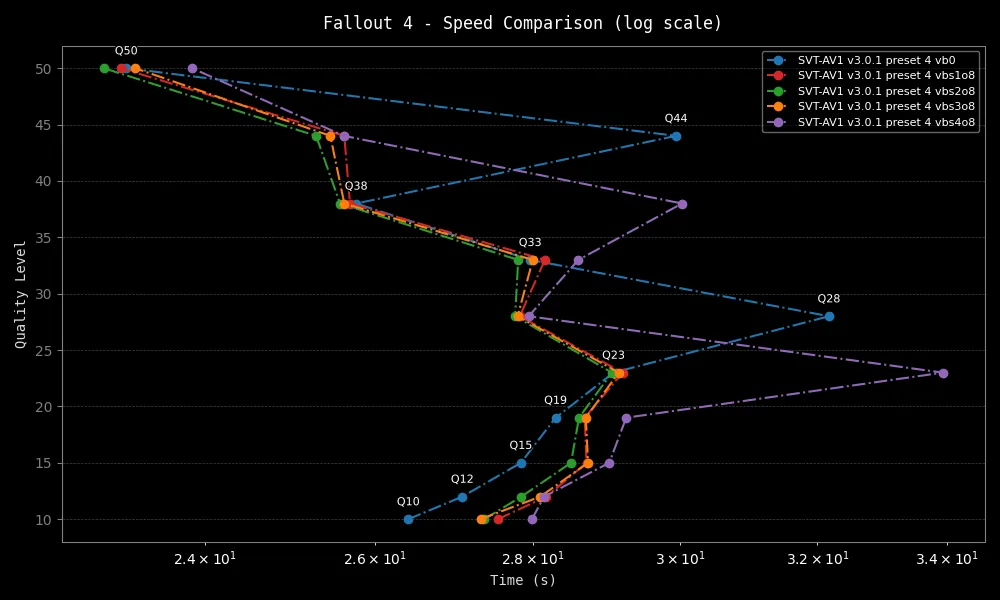 Fallout 4 - Speed Comparison (log scale)
SVT-AV1 v3.0.1 preset 4 vb0
SVT-AV1 v3.0.1 preset 4 vbs1o8
SVT-AV1 v3.0.1 preset 4 vbs2o8
SVT-AV1 v3.0.1 preset 4 vbs3o8
SVT-AV1 v3.0.1 preset 4 vbs4o8
Quality Level
50
45
40
35
30
25
20
15
10
Q50
Q44
Q38
Q33
Q28
Q23
Q19
Q15
Q12
Q10
2.4 × 10¹
2.6 × 10¹
2.8 × 10¹
3 × 10¹
3.2 × 10¹
3.4 × 10¹
Time (s)